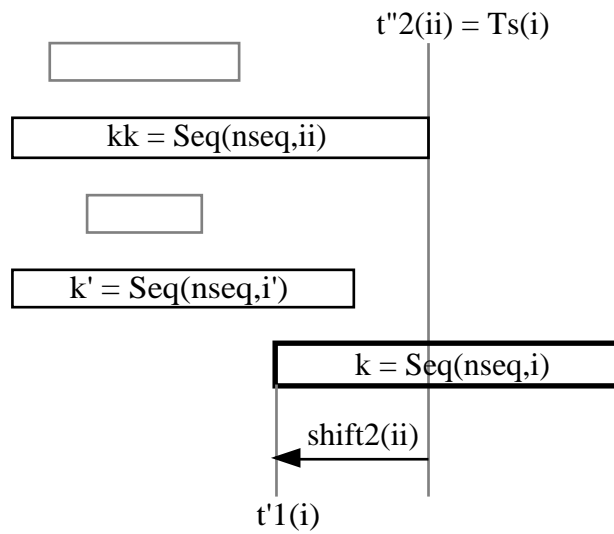 t"2(ii) = Ts(i)
kk = Seq(nseq,ii)
k' = Seq(nseq,i')
k = Seq(nseq,i)
shift2(ii)
t'1(i)